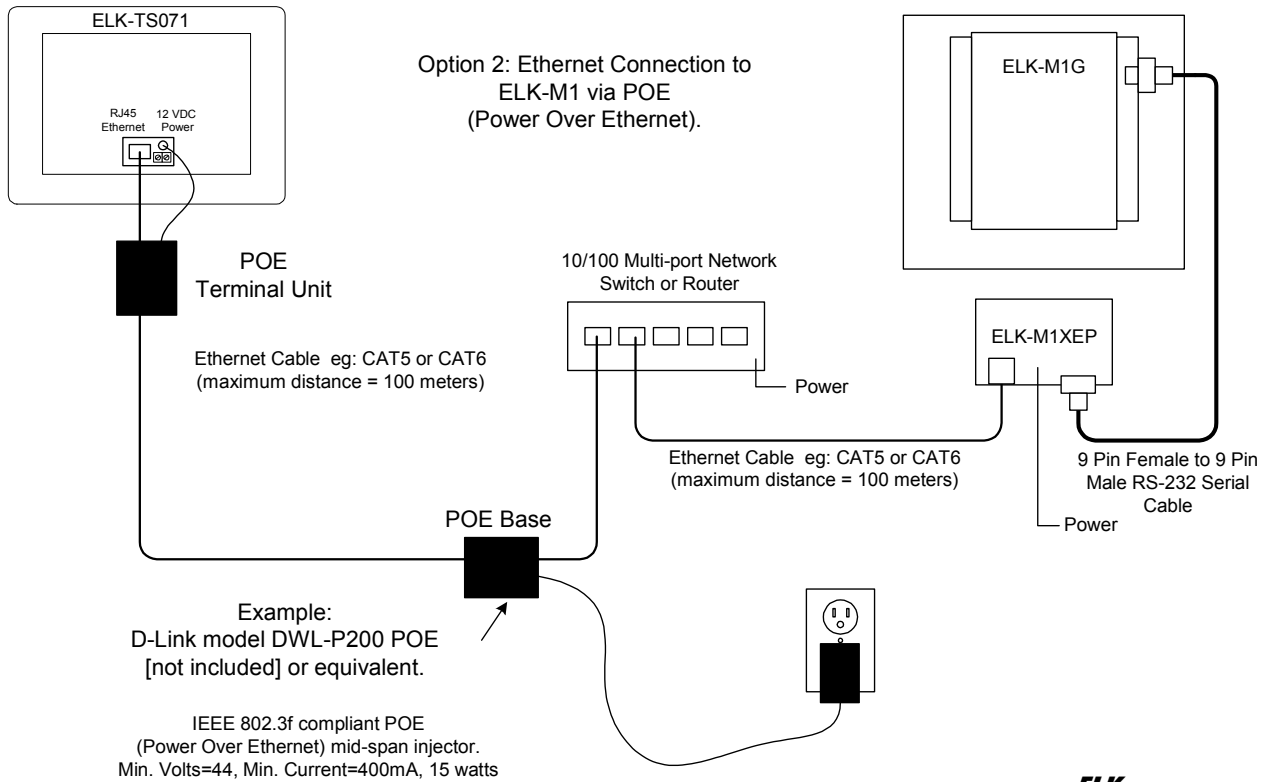 ELK-TS071
RJ45
Ethernet
12 VDC
Power
Option 2: Ethernet Connection to
ELK-M1 via POE
(Power Over Ethernet).
ELK-M1G
POE
Terminal Unit
10/100 Multi-port Network
Switch or Router
ELK-M1XEP
Ethernet Cable eg: CAT5 or CAT6
(maximum distance = 100 meters)
Power
Ethernet Cable eg: CAT5 or CAT6
(maximum distance = 100 meters)
9 Pin Female to 9 Pin
Male RS-232 Serial
Cable
Power
POE Base
Example:
D-Link model DWL-P200 POE
[not included] or equivalent.
IEEE 802.3f compliant POE
(Power Over Ethernet) mid-span injector.
Min. Volts=44, Min. Current=400mA, 15 watts
ELK